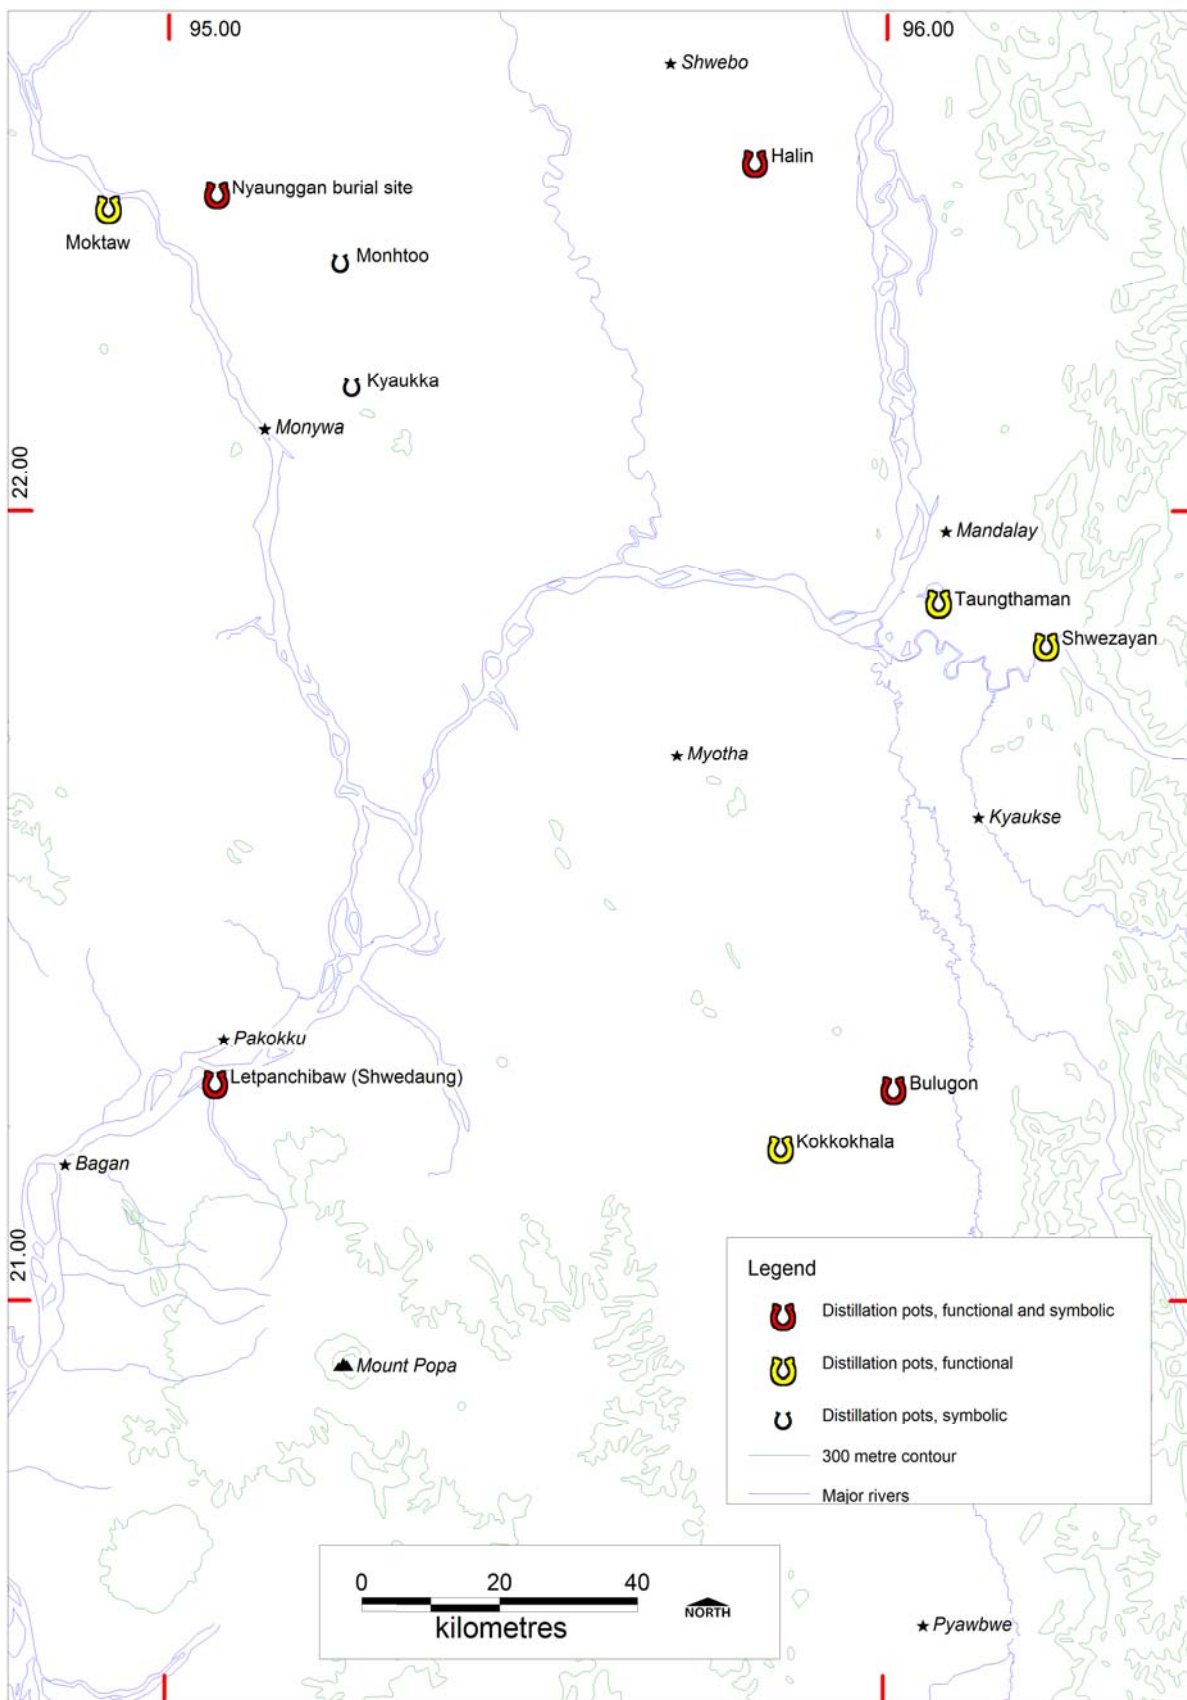 95.00
96.00
Shwebo
Halin
Nyaunggan burial site
Moktaw
Monhtoo
Kyaukka
Monywa
22.00
Mandalay
Taungthaman
Shwezayan
Myotha
Kyaukse
Pakokku
Letpanchibaw (Shwedaung)
Bulugon
Kokkokhala
Bagan
21.00
Legend
Distillation pots, functional and symbolic
Distillation pots, functional
Distillation pots, symbolic
300 metre contour
Major rivers
Mount Popa
0 20 40
kilometres
NORTH
Pyawbwe